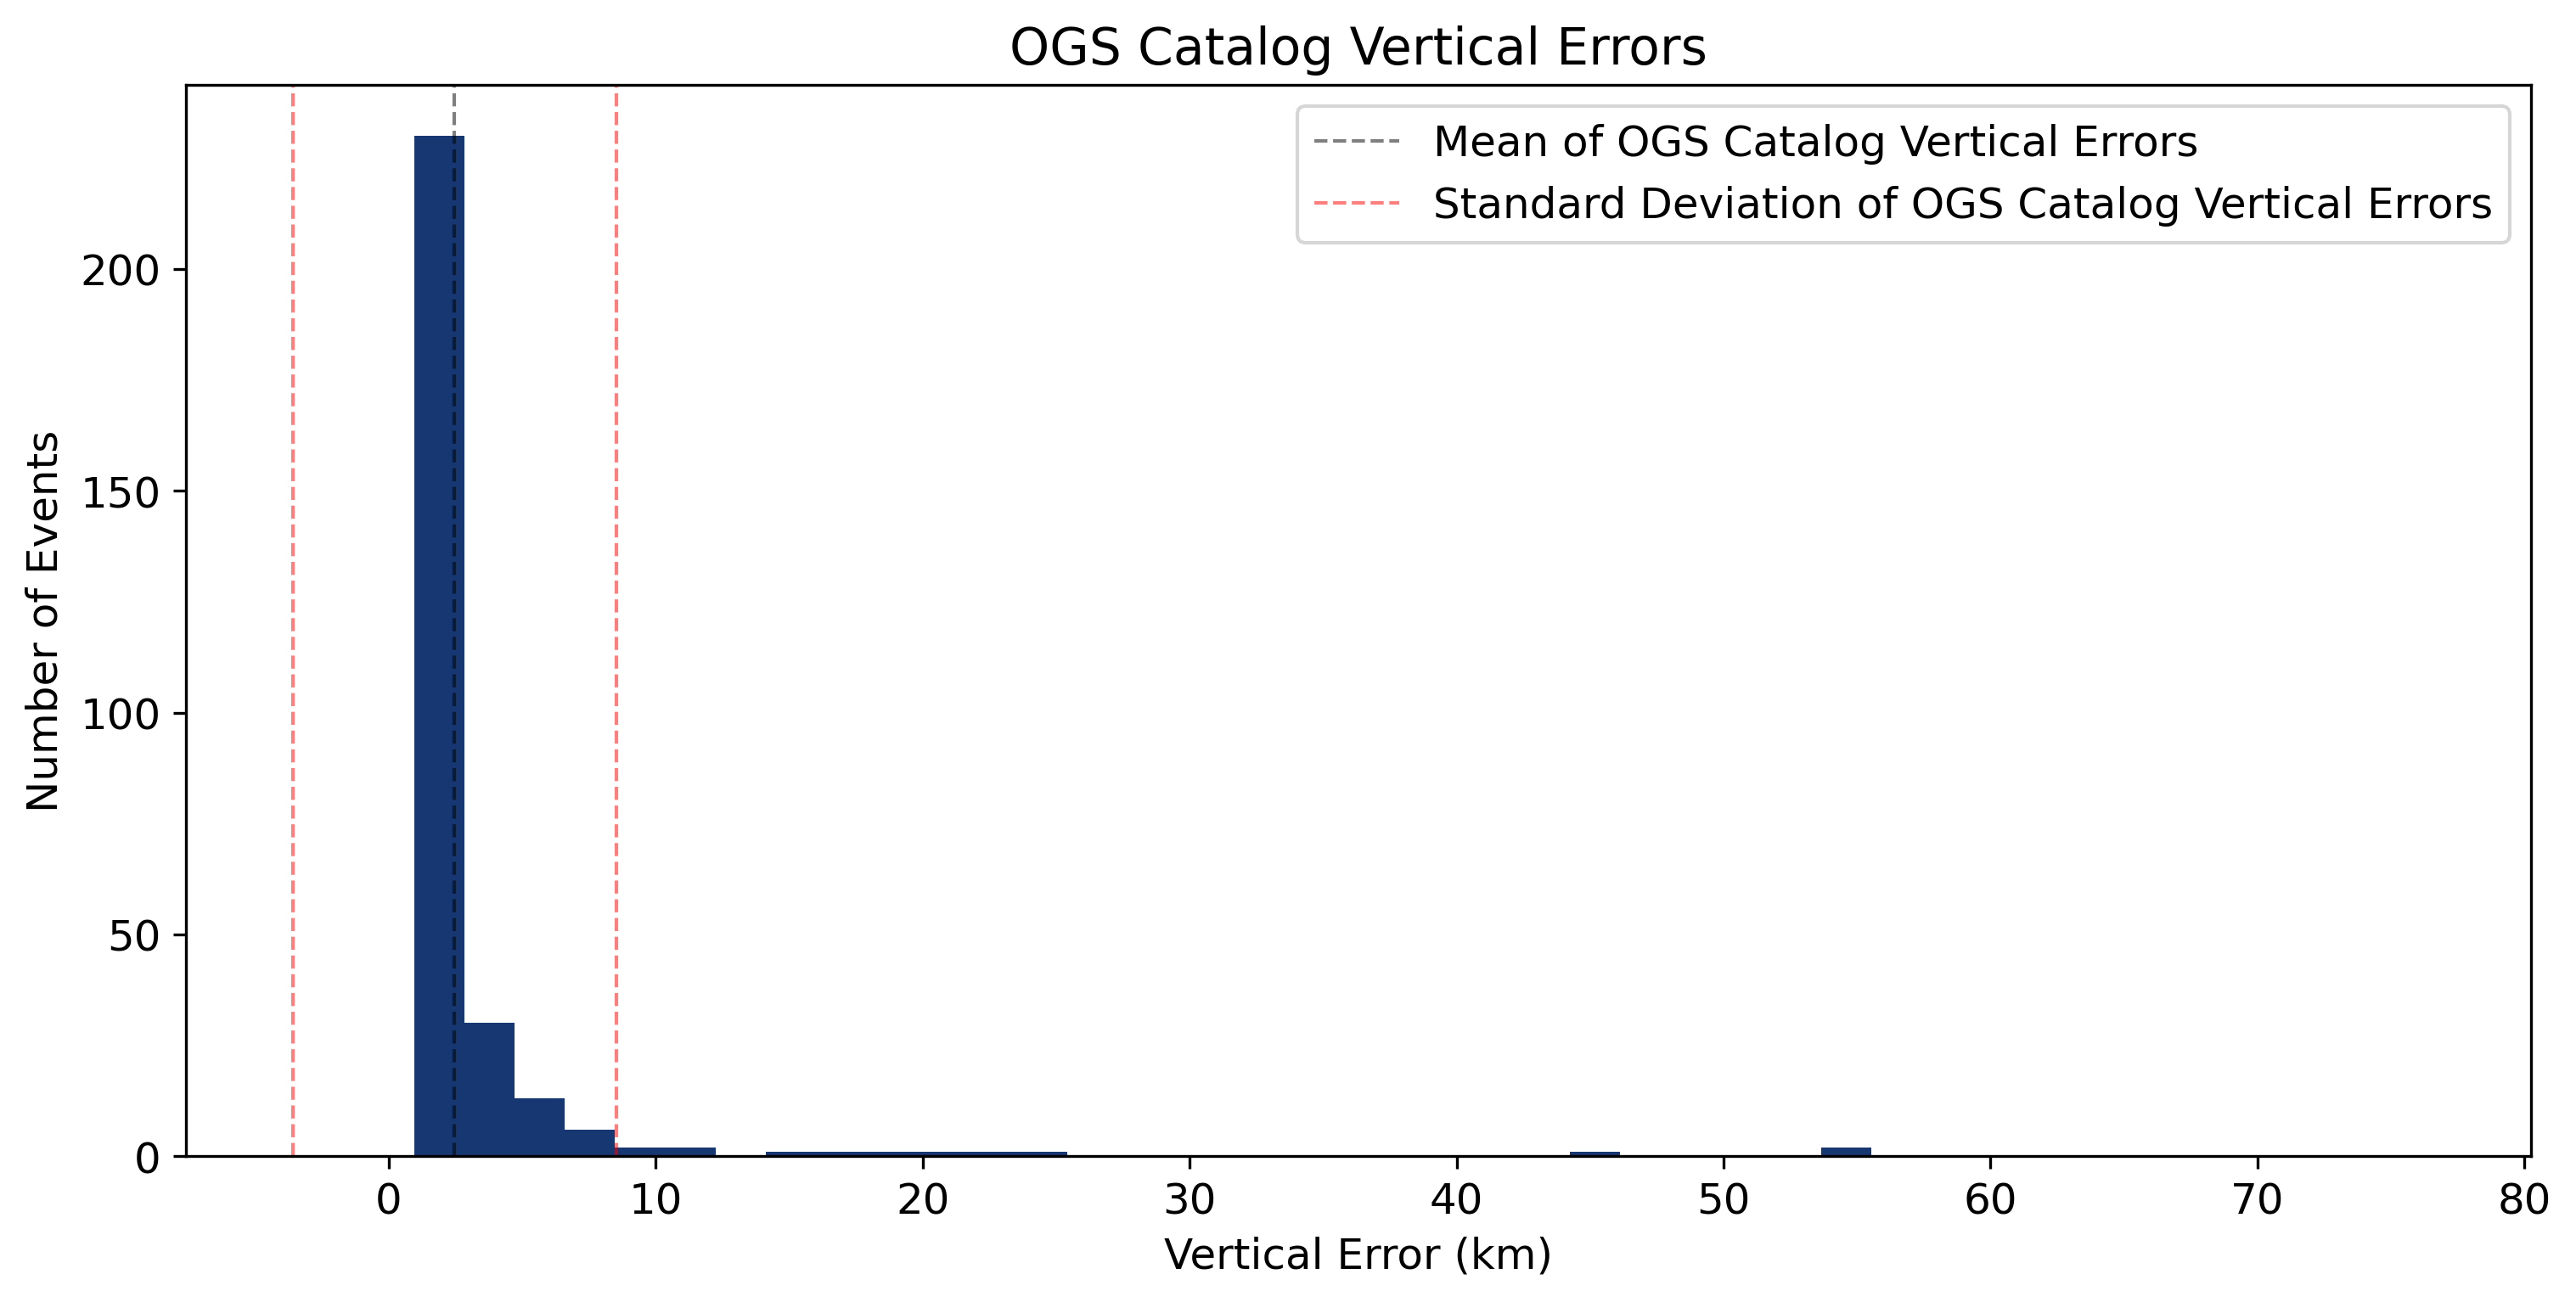 OGS Catalog Vertical Errors
Mean of OGS Catalog Vertical Errors
Standard Deviation of OGS Catalog Vertical Errors
Number of Events
200
150
100
50
0
0 10 20 30 40 50 60 70 80
Vertical Error (km)